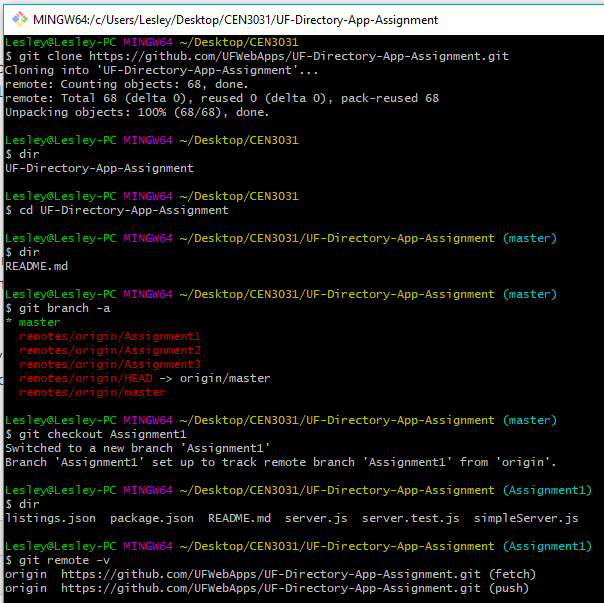 MINGW64:/c/Users/Lesley/Desktop/CEN3031/UF-Directory-App-Assignment
Lesley@Lesley-PC MINGW64 ~/Desktop/CEN3031
$ git clone https://github.com/UFWebApps/UF-Directory-App-Assignment.git
Cloning into 'UF-Directory-App-Assignment'...
remote: Counting objects: 68, done.
remote: Total 68 (delta 0), reused 0 (delta 0), pack-reused 68
Unpacking objects: 100% (68/68), done.
Lesley@Lesley-PC MINGW64 ~/Desktop/CEN3031
$ dir
UF-Directory-App-Assignment
Lesley@Lesley-PC MINGW64 ~/Desktop/CEN3031
$ cd UF-Directory-App-Assignment
Lesley@Lesley-PC MINGW64 ~/Desktop/CEN3031/UF-Directory-App-Assignment (master)
$ dir
README.md
Lesley@Lesley-PC MINGW64 ~/Desktop/CEN3031/UF-Directory-App-Assignment (master)
$ git branch -a
* master
remotes/origin/Assignment1
remotes/origin/Assignment2
remotes/origin/Assignment3
remotes/origin/HEAD -> origin/master
remotes/origin/master
Lesley@Lesley-PC MINGW64 ~/Desktop/CEN3031/UF-Directory-App-Assignment (master)
$ git checkout Assignment1
Switched to a new branch 'Assignment1'
Branch 'Assignment1' set up to track remote branch 'Assignment1' from 'origin'.
Lesley@Lesley-PC MINGW64 ~/Desktop/CEN3031/UF-Directory-App-Assignment (Assignment1)
$ dir
listings.json  package.json  README.md  server.js  server.test.js  simpleServer.js
Lesley@Lesley-PC MINGW64 ~/Desktop/CEN3031/UF-Directory-App-Assignment (Assignment1)
$ git remote -v
origin  https://github.com/UFWebApps/UF-Directory-App-Assignment.git (fetch)
origin  https://github.com/UFWebApps/UF-Directory-App-Assignment.git (push)